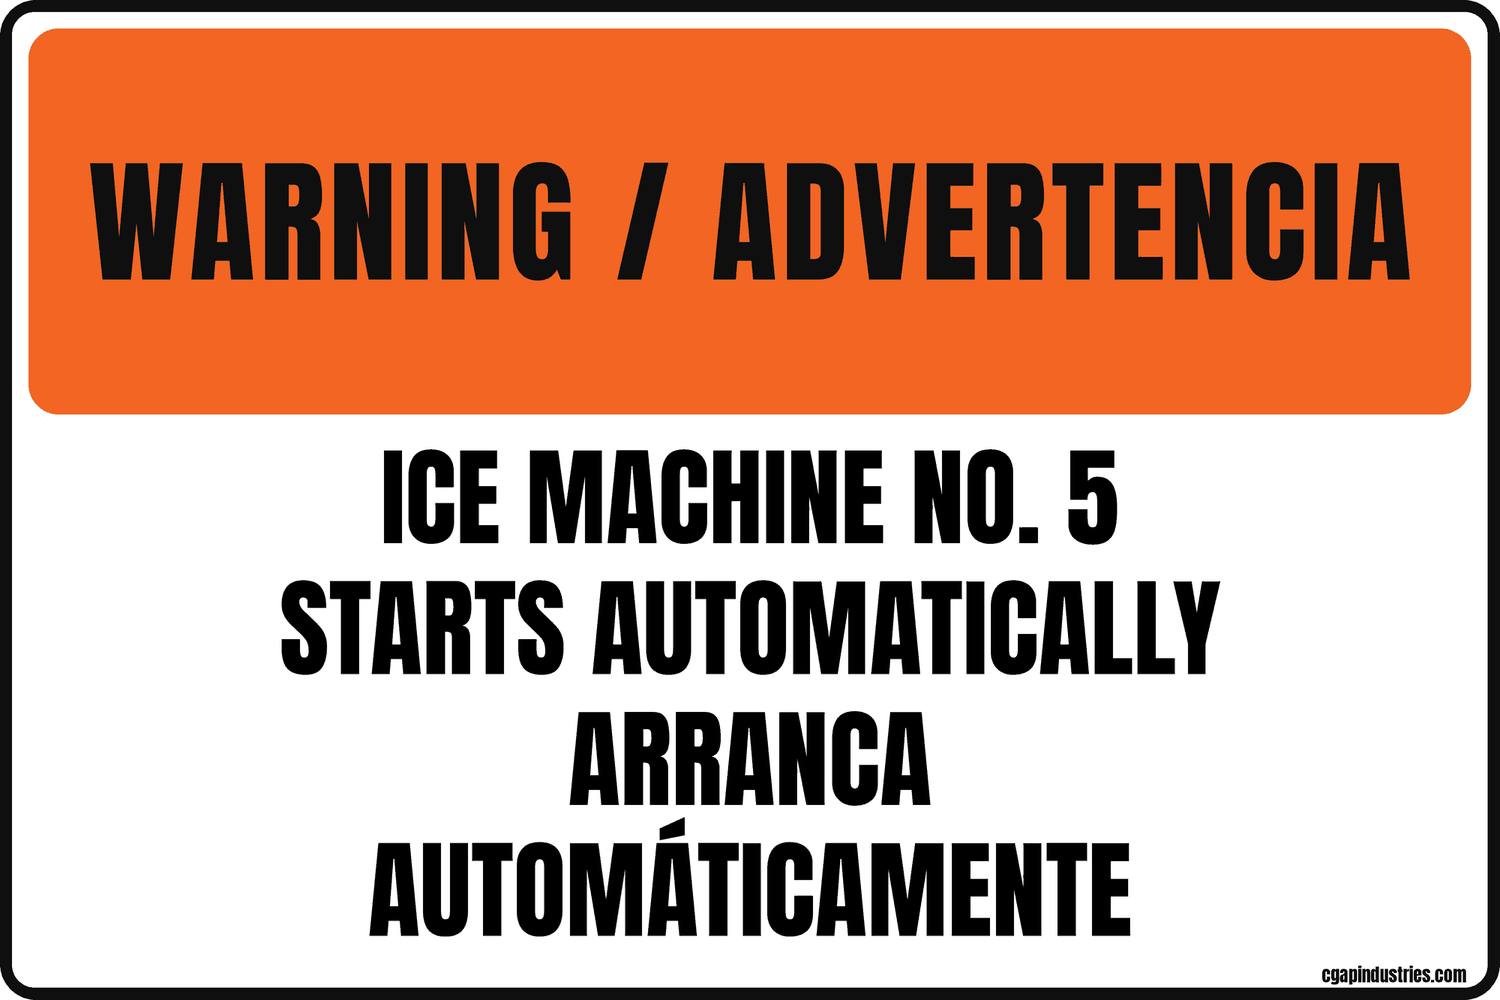 WARNING / ADVERTENCIA
ICE MACHINE NO. 5
STARTS AUTOMATICALLY
ARRANCA
AUTOMÁTICAMENTE
cgapindustries.com